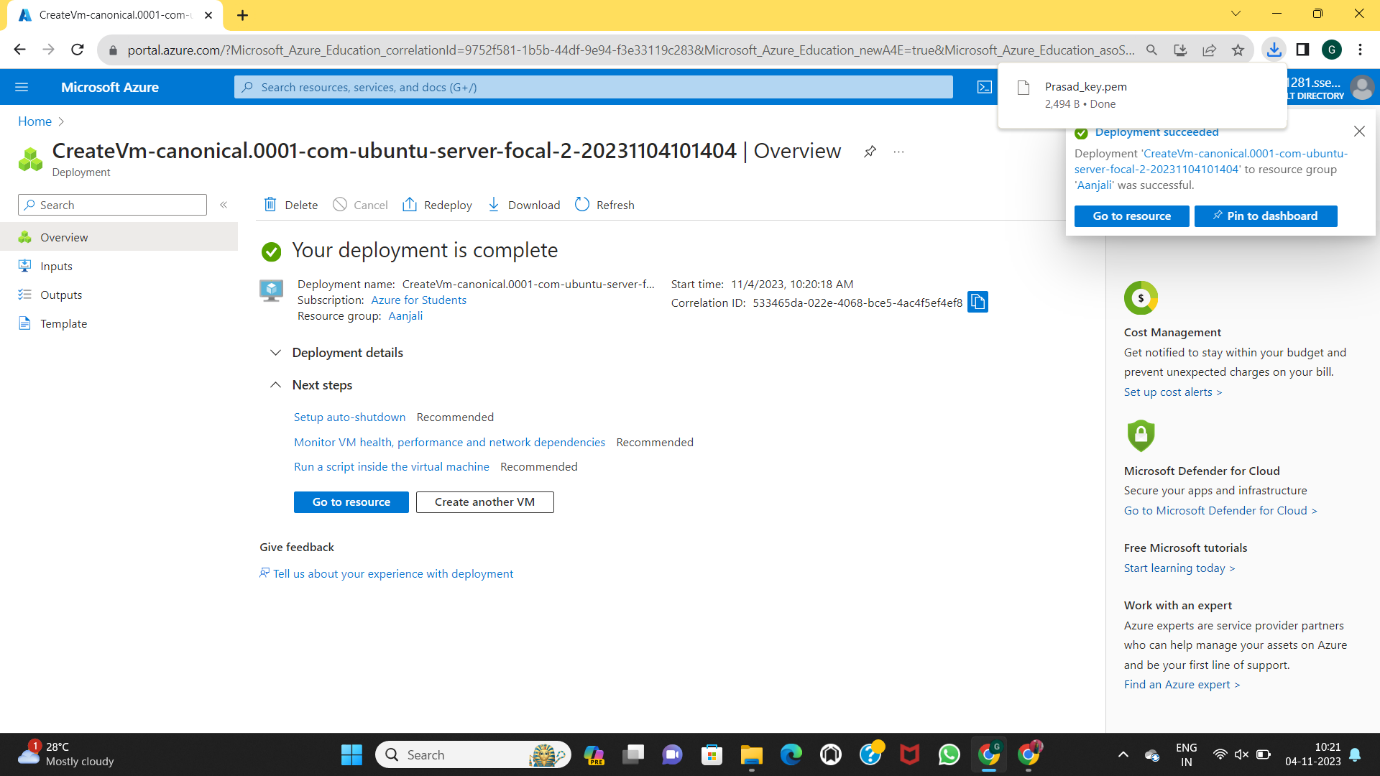 CreateVm-canonical.0001-com-u
portal.azure.com/?Microsoft_Azure_Education_correlationId=9752f581-1b5b-44df-9e94-f3e33119c283&Microsoft_Azure_Education_newA4E=true&Microsoft_Azure_Education_asoS...
G
Microsoft Azure
Search resources, services, and docs (G+/)
1281.sse...
LT DIRECTORY
Prasad_key.pem
2,494 B • Done
Home
CreateVm-canonical.0001-com-ubuntu-server-focal-2-20231104101404 | Overview
Deployment
Deployment succeeded
Deployment 'CreateVm-canonical.0001-com-ubuntu-
server-focal-2-20231104101404' to resource group
'Aanjali' was successful.
Go to resource
Pin to dashboard
Search
Delete
Cancel
Redeploy
Download
Refresh
Overview
Inputs
Outputs
Template
Your deployment is complete
Deployment name: CreateVm-canonical.0001-com-ubuntu-server-f...
Subscription: Azure for Students
Resource group: Aanjali
Start time: 11/4/2023, 10:20:18 AM
Correlation ID: 533465da-022e-4068-bce5-4ac4f5ef4ef8
Deployment details
Next steps
Setup auto-shutdown Recommended
Monitor VM health, performance and network dependencies Recommended
Run a script inside the virtual machine Recommended
Go to resource
Create another VM
Give feedback
Tell us about your experience with deployment
Cost Management
Get notified to stay within your budget and
prevent unexpected charges on your bill.
Set up cost alerts >
Microsoft Defender for Cloud
Secure your apps and infrastructure
Go to Microsoft Defender for Cloud >
Free Microsoft tutorials
Start learning today >
Work with an expert
Azure experts are service provider partners
who can help manage your assets on Azure
and be your first line of support.
Find an Azure expert >
1
28°C
Mostly cloudy
Search
PRE
G
ENG
IN
10:21
04-11-2023